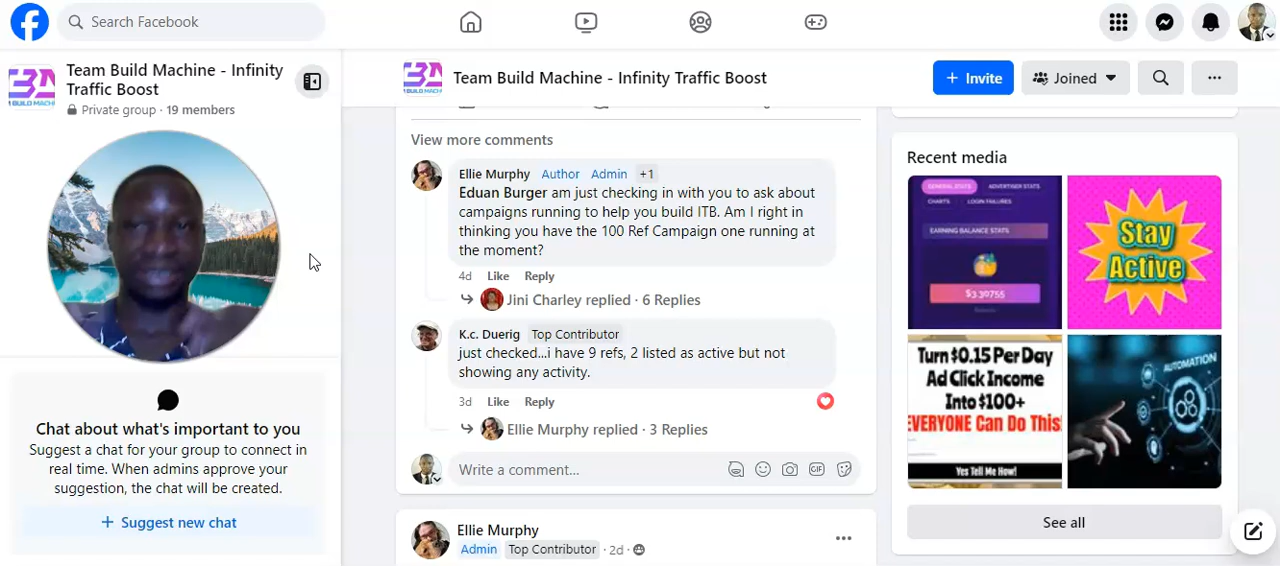 Search Facebook
Team Build Machine - Infinity
Traffic Boost
Private group · 19 members
Chat about what's important to you
Suggest a chat for your group to connect in
real time. When admins approve your
suggestion, the chat will be created.
+ Suggest new chat
Team Build Machine - Infinity Traffic Boost
+ Invite
Joined
View more comments
Ellie Murphy Author Admin +1
Eduan Burger am just checking in with you to ask about
campaigns running to help you build ITB. Am I right in
thinking you have the 100 Ref Campaign one running at
the moment?
4d Like Reply
Jini Charley replied · 6 Replies
K.c. Duerig Top Contributor
just checked...i have 9 refs, 2 listed as active but not
showing any activity.
3d Like Reply
Ellie Murphy replied · 3 Replies
Write a comment...
GIF
Ellie Murphy
Admin Top Contributor · 2d ·
Recent media
GENERAL STATS ADVERTISER STATS
CHARTS LOGIN FAILURES
EARNING BALANCE STATS
$3.30755
Stay
Active
Turn $0.15 Per Day
Ad Click Income
Into $100+
EVERYONE Can Do This!
Yes Tell Me How!
AUTOMATION
See all